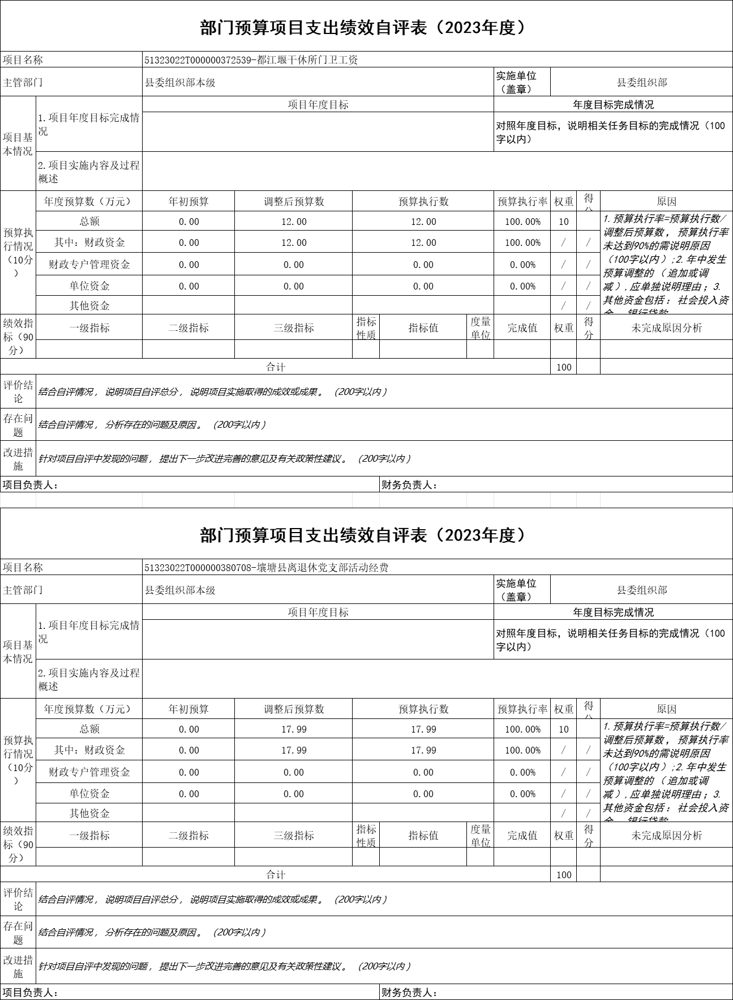 部门预算项目支出绩效自评表（2023年度）
项目名称 51323022T000000372539-都江堰干休所门卫工资
主管部门 县委组织部本级 实施单位（盖章） 县委组织部
项目基本情况 1.项目年度目标完成情况 项目年度目标 年度目标完成情况
对照年度目标，说明相关任务目标的完成情况（100字以内）
2.项目实施内容及过程概述
预算执行情况（10分） 年度预算数（万元） 年初预算 调整后预算数 预算执行数 预算执行率 权重 得 原因
总额 0.00 12.00 12.00 100.00% 10
其中：财政资金 0.00 12.00 12.00 100.00% / /
财政专户管理资金 0.00 0.00 0.00 0.00% / /
单位资金 0.00 0.00 0.00 0.00% / /
其他资金 / /
1.预算执行率=预算执行数/
调整后预算数，预算执行率
未达到90%的需说明原因
（100字以内）;2.年中发生
预算调整的（追加或调
减）,应单独说明理由；3.
其他资金包括：社会投入资
金、银行贷款
绩效指标（90分） 一级指标 二级指标 三级指标 指标性质 指标值 度量单位 完成值 权重 得分 未完成原因分析
合计 100
评价结论 结合自评情况，说明项目自评总分，说明项目实施取得的成效或成果。（200字以内）
存在问题 结合自评情况，分析存在的问题及原因。（200字以内）
改进措施 针对项目自评中发现的问题，提出下一步改进完善的意见及有关政策性建议。（200字以内）
项目负责人： 财务负责人：
部门预算项目支出绩效自评表（2023年度）
项目名称 51323022T000000380708-壤塘县离退休党支部活动经费
主管部门 县委组织部本级 实施单位（盖章） 县委组织部
项目基本情况 1.项目年度目标完成情况 项目年度目标 年度目标完成情况
对照年度目标，说明相关任务目标的完成情况（100字以内）
2.项目实施内容及过程概述
预算执行情况（10分） 年度预算数（万元） 年初预算 调整后预算数 预算执行数 预算执行率 权重 得 原因
总额 0.00 17.99 17.99 100.00% 10
其中：财政资金 0.00 17.99 17.99 100.00% / /
财政专户管理资金 0.00 0.00 0.00 0.00% / /
单位资金 0.00 0.00 0.00 0.00% / /
其他资金 / /
1.预算执行率=预算执行数/
调整后预算数，预算执行率
未达到90%的需说明原因
（100字以内）;2.年中发生
预算调整的（追加或调
减）,应单独说明理由；3.
其他资金包括：社会投入资
金、银行贷款
绩效指标（90分） 一级指标 二级指标 三级指标 指标性质 指标值 度量单位 完成值 权重 得分 未完成原因分析
合计 100
评价结论 结合自评情况，说明项目自评总分，说明项目实施取得的成效或成果。（200字以内）
存在问题 结合自评情况，分析存在的问题及原因。（200字以内）
改进措施 针对项目自评中发现的问题，提出下一步改进完善的意见及有关政策性建议。（200字以内）
项目负责人： 财务负责人：